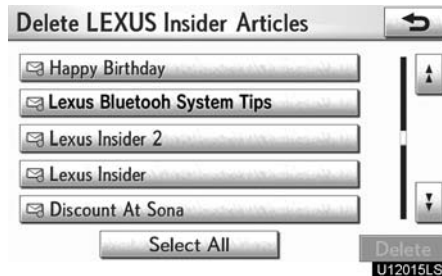 Delete LEXUS Insider Articles
Happy Birthday
Lexus Bluetooh System Tips
Lexus Insider 2
Lexus Insider
Discount At Sona
Select All
Delete
U12015LS